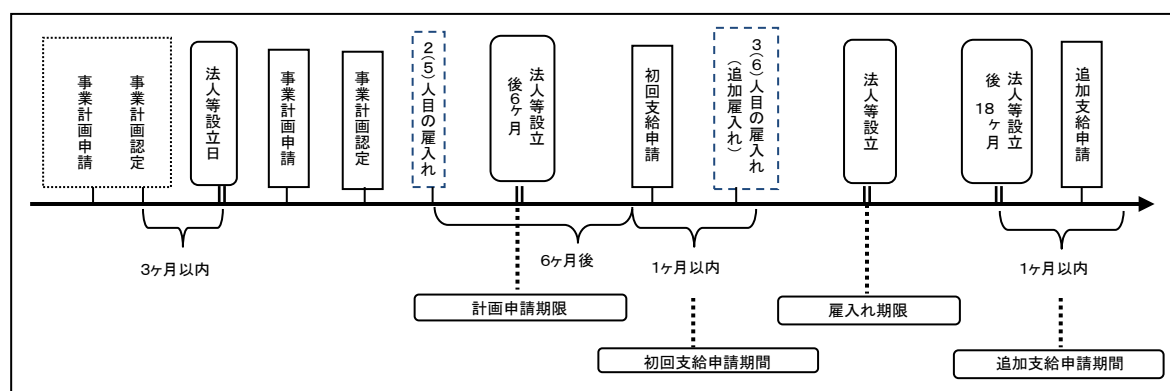 事業計画申請
事業計画認定
法人等設立日
事業計画申請
事業計画認定
2(5)人目の雇入れ
法人等設立
後6ヶ月
初回支給申請
3(6)人目の雇入れ
(追加雇入れ)
法人等設立
法人等設立
後 18ヶ月
追加支給申請
3ヶ月以内
6ヶ月後
1ヶ月以内
1ヶ月以内
計画申請期限
雇入れ期限
初回支給申請期間
追加支給申請期間